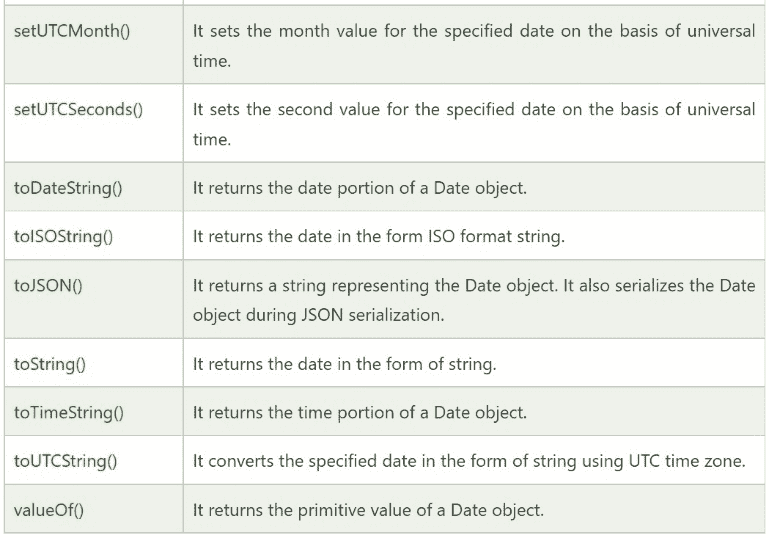 setUTCMonth()
It sets the month value for the specified date on the basis of universal
time.
setUTCSeconds()
It sets the second value for the specified date on the basis of universal
time.
toDateString()
It returns the date portion of a Date object.
toISOString()
It returns the date in the form ISO format string.
toJSON()
It returns a string representing the Date object. It also serializes the Date
object during JSON serialization.
toString()
It returns the date in the form of string.
toTimeString()
It returns the time portion of a Date object.
toUTCString()
It converts the specified date in the form of string using UTC time zone.
valueOf()
It returns the primitive value of a Date object.